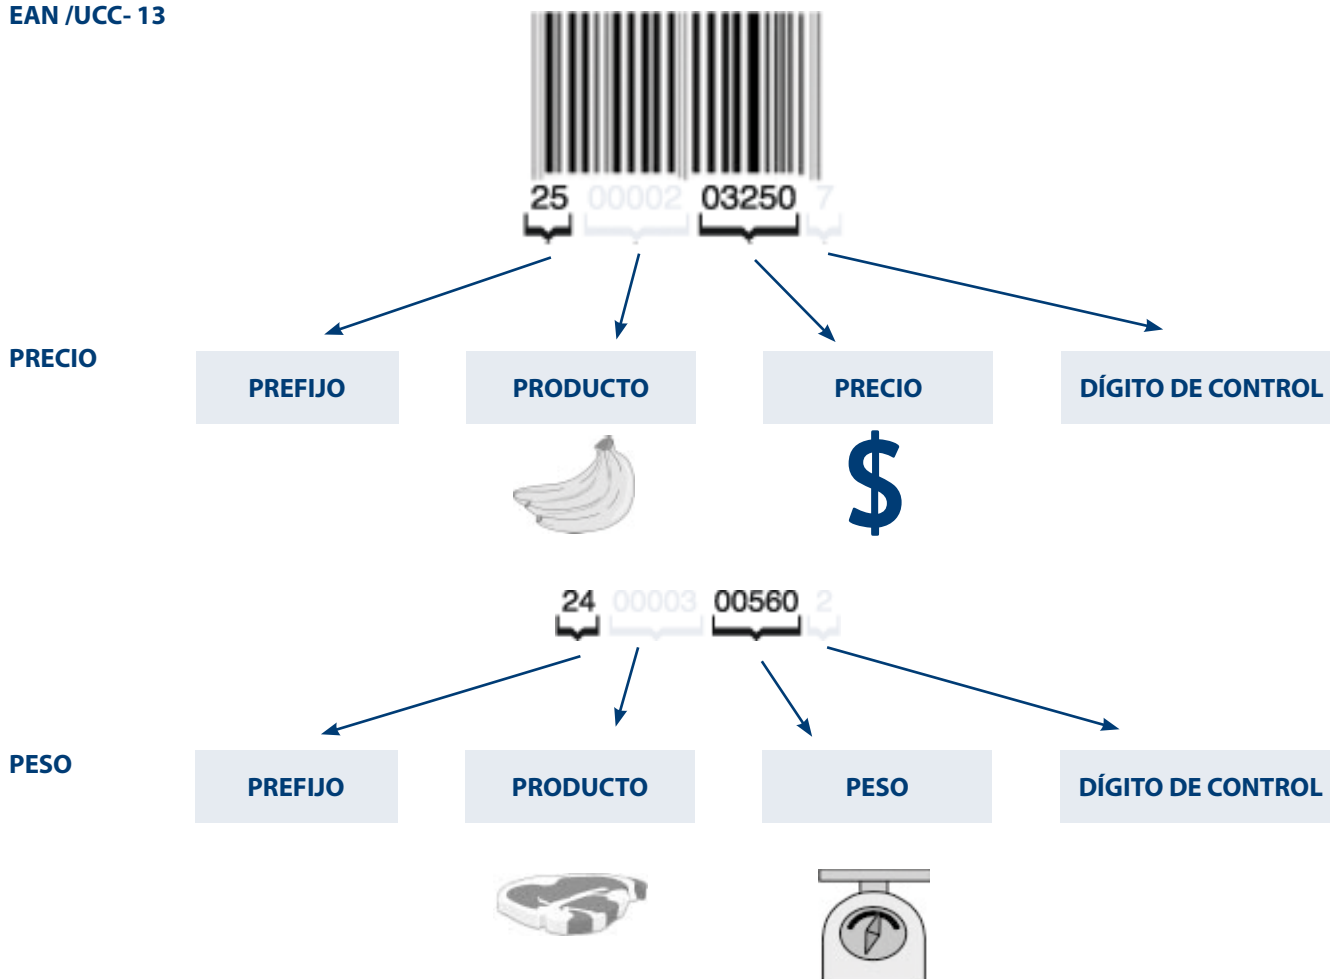 EAN /UCC- 13
25 00002 03250 7
PRECIO
PREFIJO PRODUCTO PRECIO DÍGITO DE CONTROL
$
24 00003 00560 2
PESO
PREFIJO PRODUCTO PESO DÍGITO DE CONTROL